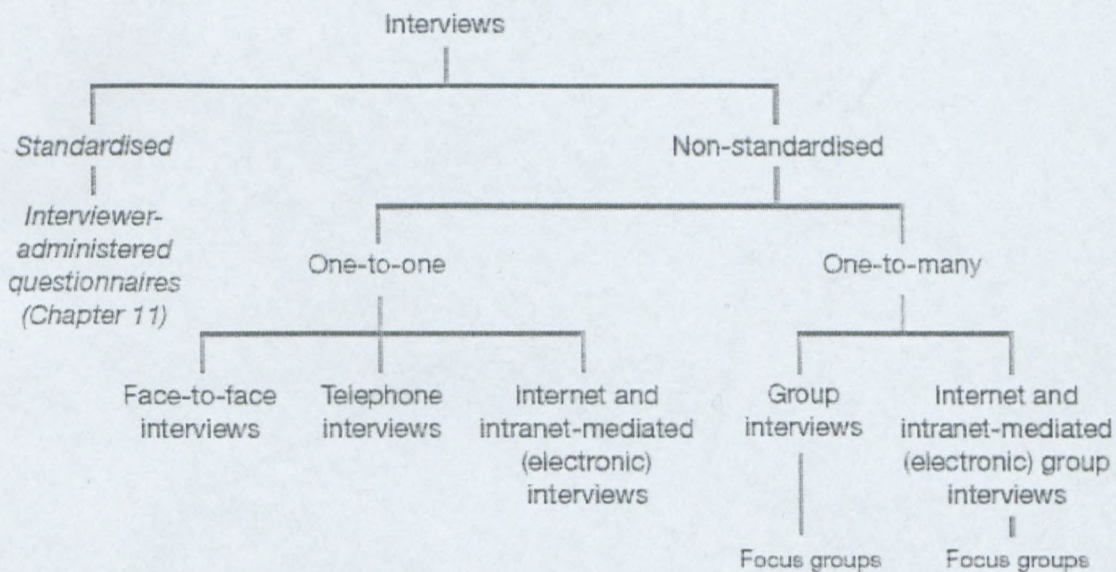 Interviews
Standardised
Non-standardised
Interviewer-
administered
questionnaires
(Chapter 11)
One-to-one
One-to-many
Face-to-face
interviews
Telephone
interviews
Internet and
intranet-mediated
(electronic)
interviews
Group
interviews
Internet and
intranet-mediated
(electronic) group
interviews
Focus groups
Focus groups